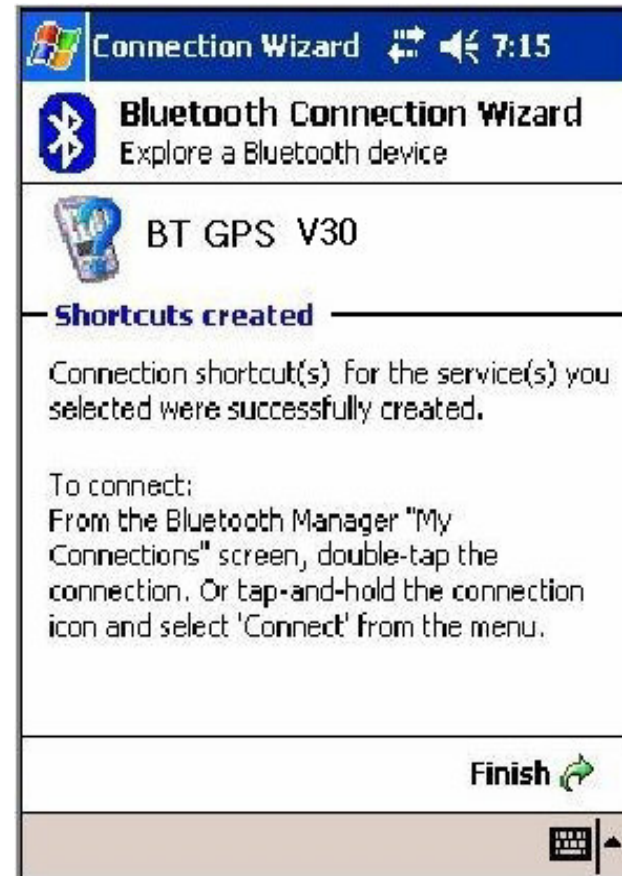 Connection Wizard 7:15
Bluetooth Connection Wizard
Explore a Bluetooth device
BT GPS V30
Shortcuts created
Connection shortcut(s) for the service(s) you
selected were successfully created.
To connect:
From the Bluetooth Manager "My
Connections" screen, double-tap the
connection. Or tap-and-hold the connection
icon and select 'Connect' from the menu.
Finish